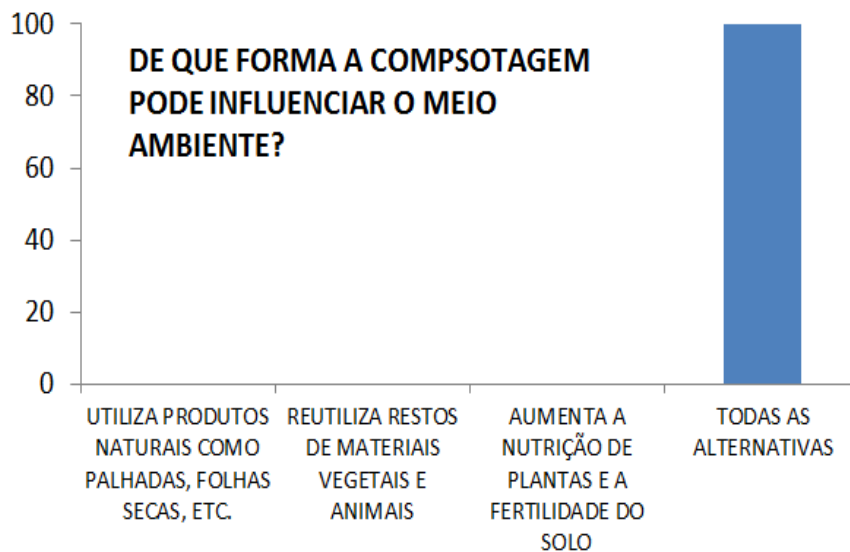 100
80
60
40
20
0
DE QUE FORMA A COMPSOTAGEM
PODE INFLUENCIAR O MEIO
AMBIENTE?
UTILIZA PRODUTOS
NATURAIS COMO
PALHADAS, FOLHAS
SECAS, ETC.
REUTILIZA RESTOS
DE MATERIAIS
VEGETAIS E
ANIMAIS
AUMENTA A
NUTRIÇÃO DE
PLANTAS E A
FERTILIDADE DO
SOLO
TODAS AS
ALTERNATIVAS